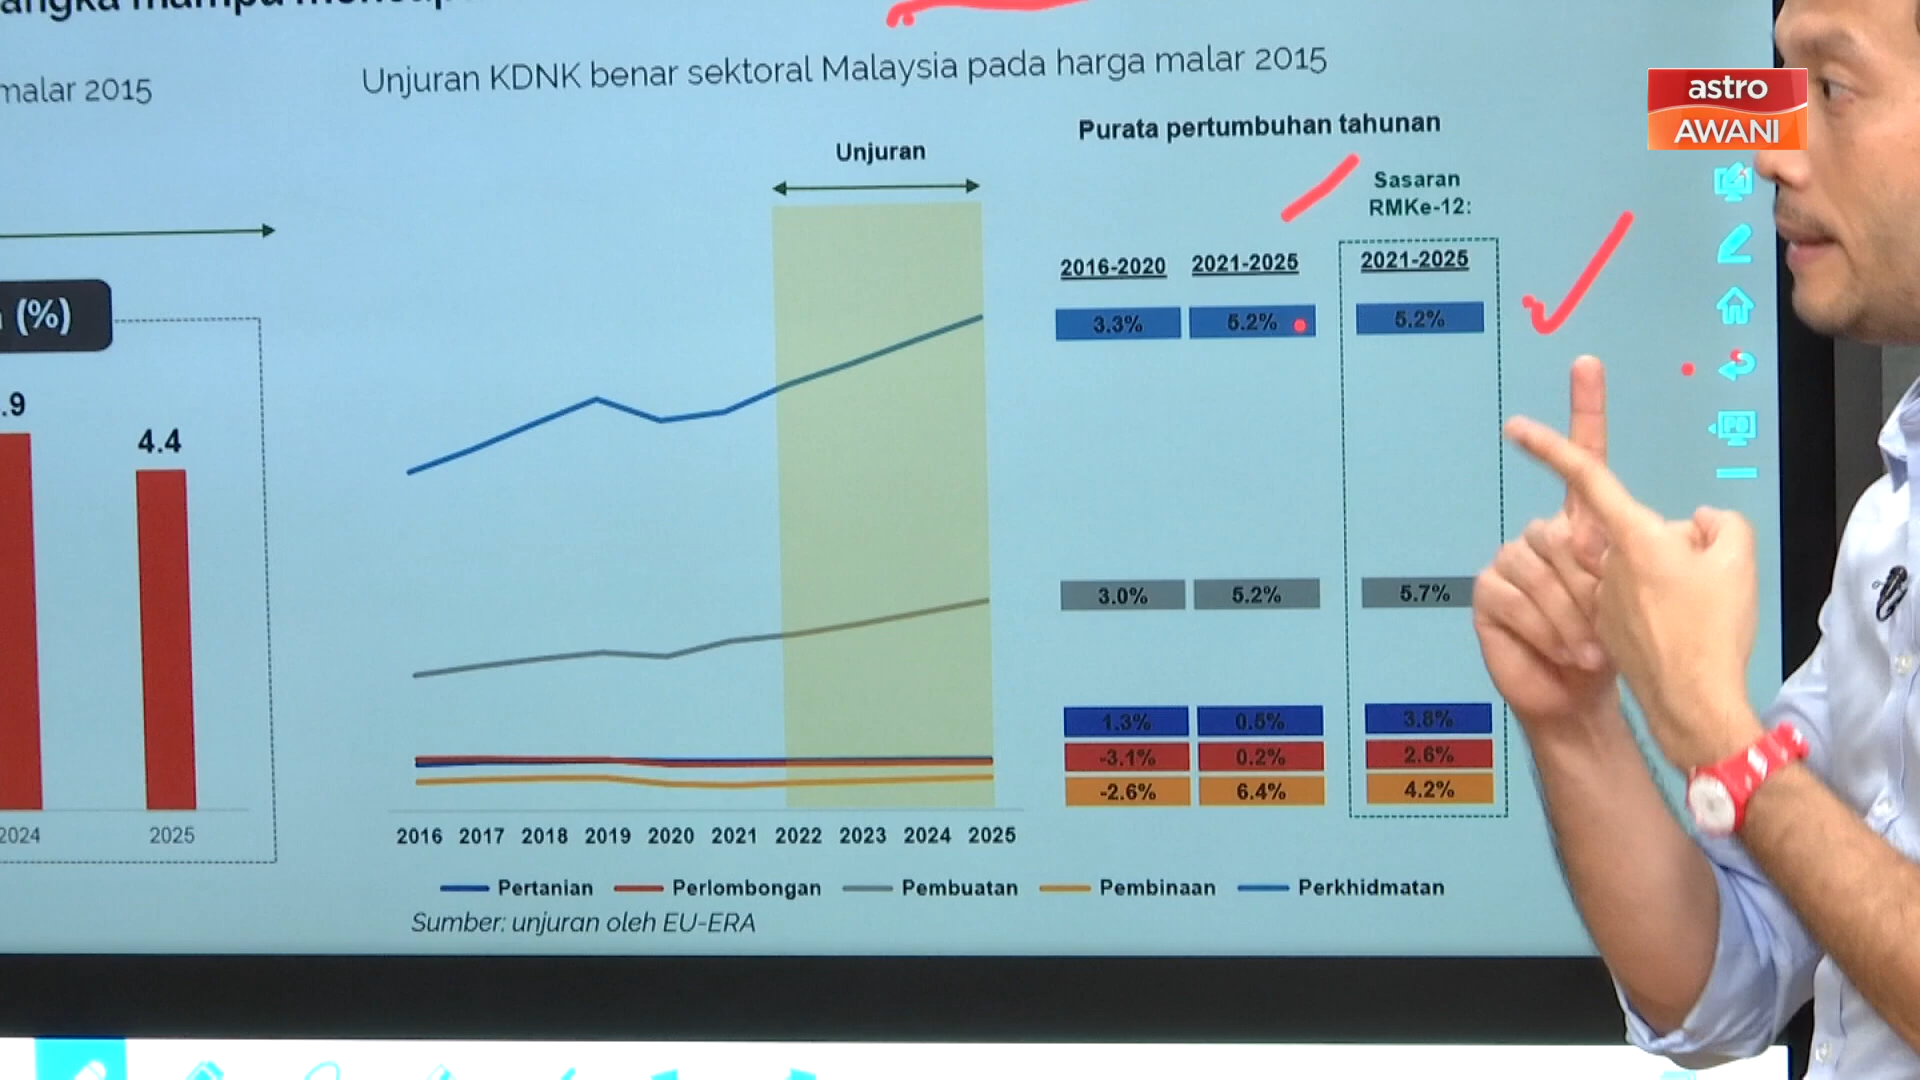 malar 2015
(%)
.9
4.4
2024
2025
Unjuran KDNK benar sektoral Malaysia pada harga malar 2015
Unjuran
Purata pertumbuhan tahunan
Sasaran
RMKe-12:
2016-2020 2021-2025 2021-2025
3.3% 5.2% 5.2%
3.0% 5.2% 5.7%
1.3% 0.5% 3.8%
-3.1% 0.2% 2.6%
-2.6% 6.4% 4.2%
2016 2017 2018 2019 2020 2021 2022 2023 2024 2025
Pertanian Perlombongan Pembuatan Pembinaan Perkhidmatan
Sumber: unjuran oleh EU-ERA
astro
AWANI